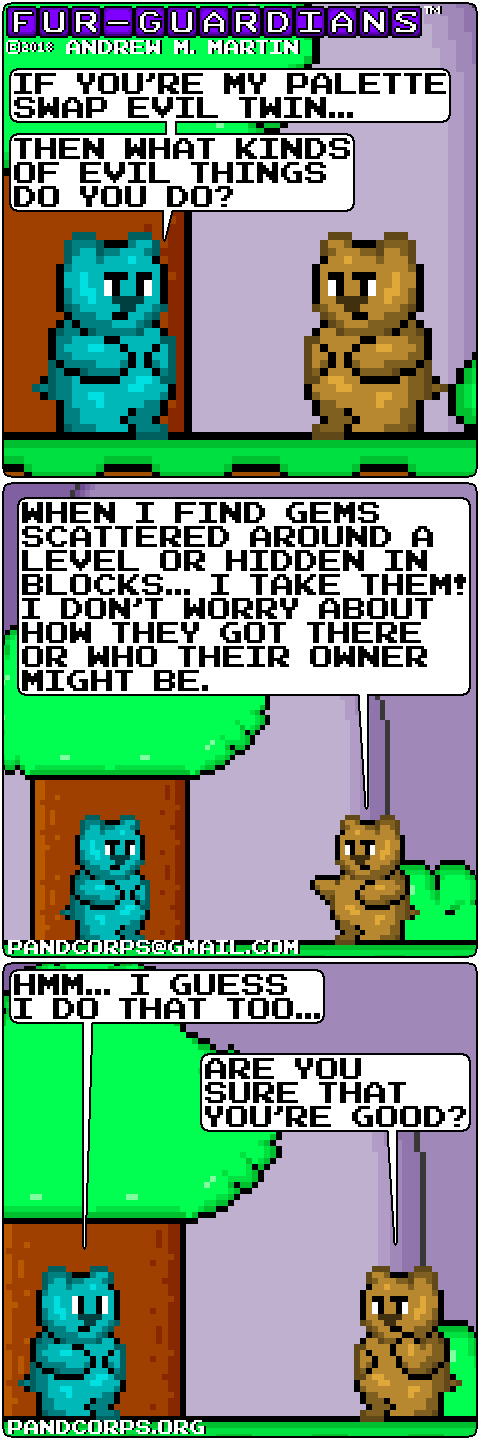 FUR-GUARDIANS™
©2018 ANDREW M. MARTIN
IF YOU'RE MY PALETTE
SWAP EVIL TWIN...
THEN WHAT KINDS
OF EVIL THINGS
DO YOU DO?
WHEN I FIND GEMS
SCATTERED AROUND A
LEVEL OR HIDDEN IN
BLOCKS... I TAKE THEM!
I DON'T WORRY ABOUT
HOW THEY GOT THERE
OR WHO THEIR OWNER
MIGHT BE.
PANDCORPS@GMAIL.COM
HMM... I GUESS
I DO THAT TOO...
ARE YOU
SURE THAT
YOU'RE GOOD?
PANDCORPS.ORG